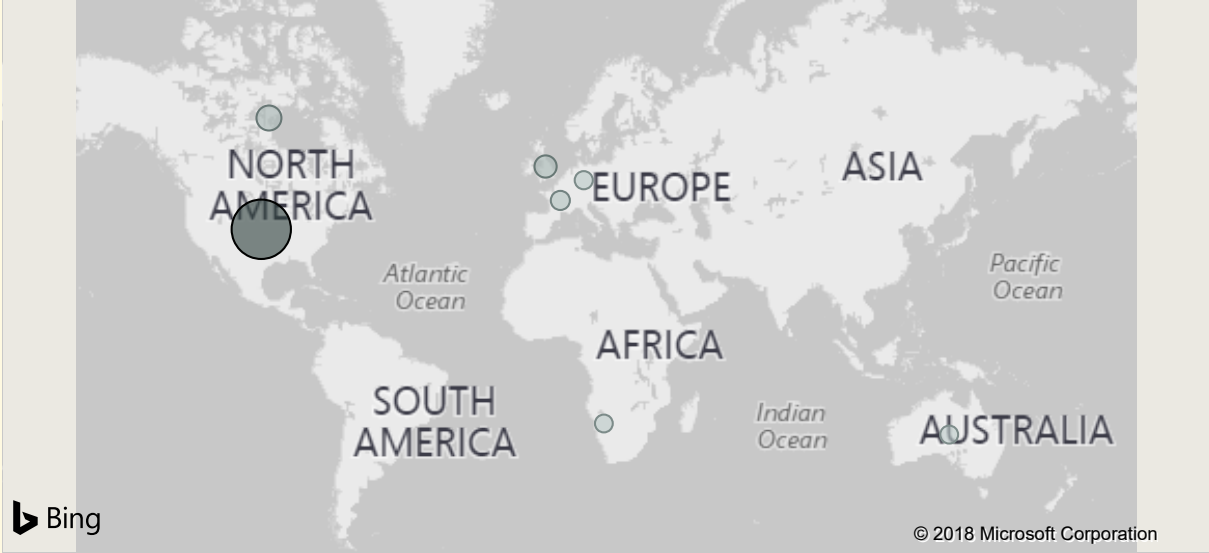 NORTH
AMERICA
EUROPE
ASIA
Atlantic
Ocean
Pacific
Ocean
AFRICA
SOUTH
AMERICA
Indian
Ocean
AUSTRALIA
Bing
© 2018 Microsoft Corporation